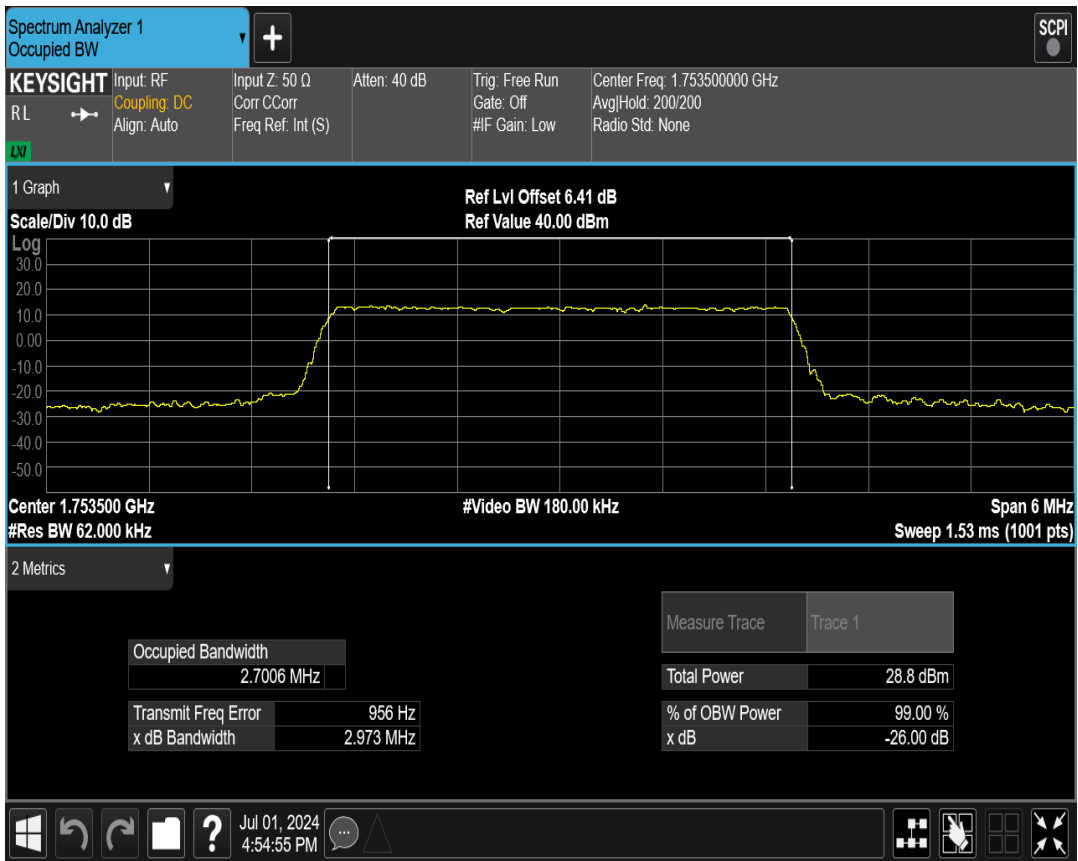 Spectrum Analyzer 1
Occupied BW
+
SCPI
KEYSIGHT
R L
LXI
Input: RF
Coupling: DC
Align: Auto
Input Z: 50 Ω
Corr CCorr
Freq Ref: Int (S)
Atten: 40 dB
Trig: Free Run
Gate: Off
#IF Gain: Low
Center Freq: 1.753500000 GHz
Avg|Hold: 200/200
Radio Std: None
1 Graph
Ref Lvl Offset 6.41 dB
Scale/Div 10.0 dB
Ref Value 40.00 dBm
Log
30.0
20.0
10.0
0.00
-10.0
-20.0
-30.0
-40.0
-50.0
Center 1.753500 GHz
#Video BW 180.00 kHz
Span 6 MHz
#Res BW 62.000 kHz
Sweep 1.53 ms (1001 pts)
2 Metrics
Measure Trace Trace 1
Occupied Bandwidth
2.7006 MHz
Total Power 28.8 dBm
Transmit Freq Error 956 Hz
% of OBW Power 99.00 %
x dB Bandwidth 2.973 MHz
x dB -26.00 dB
?
Jul 01, 2024
4:54:55 PM